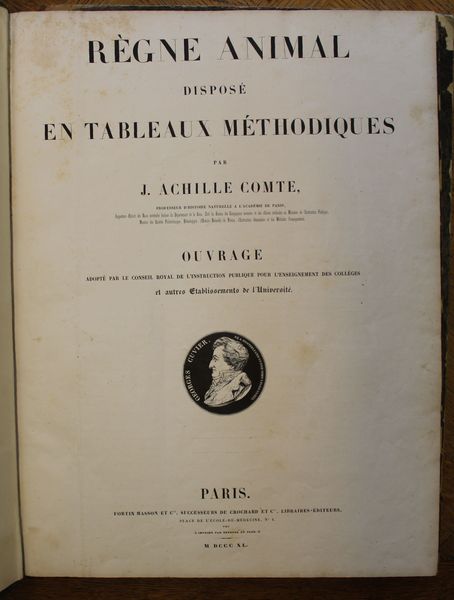 RÈGNE ANIMAL
DISPOSÉ
EN TABLEAUX MÉTHODIQUES
PAR
J. ACHILLE COMTE,
PROFESSEUR D'HISTOIRE NATURELLE A L'ACADÉMIE DE PARIS,
OUVRAGE
ADOPTÉ PAR LE CONSEIL ROYAL DE L'INSTRUCTION PUBLIQUE POUR L'ENSEIGNEMENT DES COLLÉGES
et autres Etablissements de l'Université.
GEORGES CUVIER.
PARIS.
FORTIN MASSON ET Cie, SUCCESSEURS DE CROCHARD ET Cie, LIBRAIRES-ÉDITEURS,
PLACE DE L'ÉCOLE-DE-MÉDECINE, N° 1.
M DCCC XL.